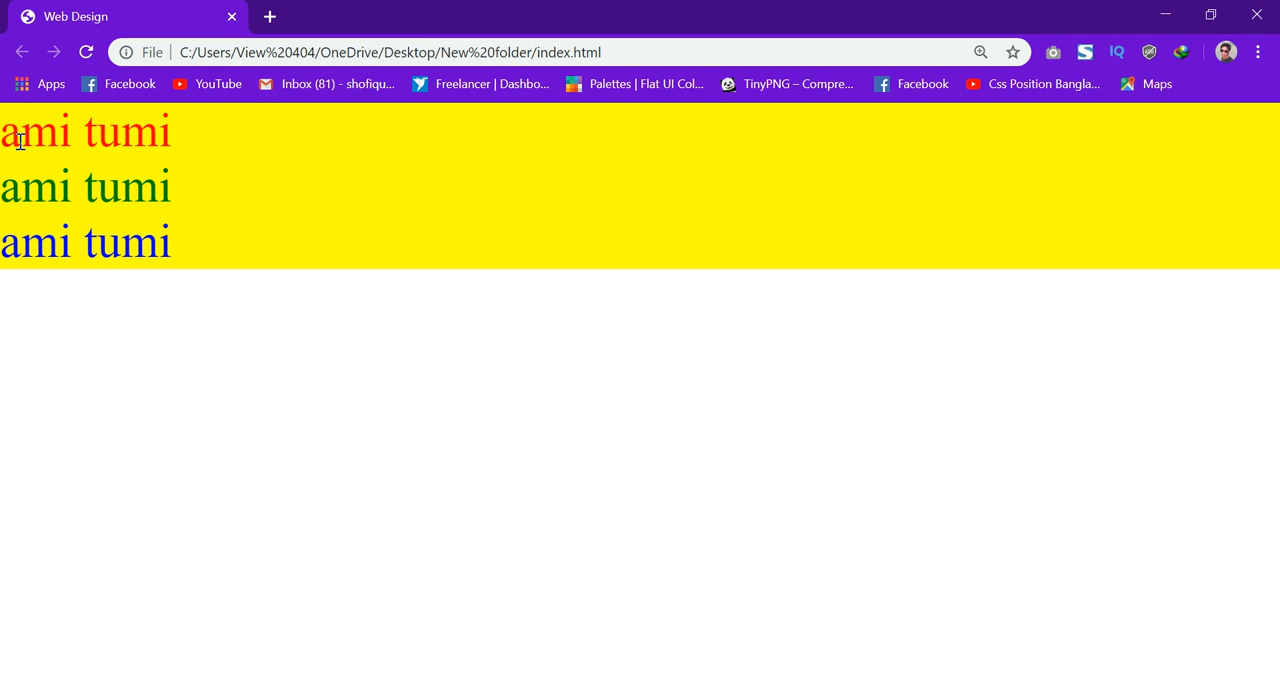 Web Design
File C:/Users/View%20404/OneDrive/Desktop/New%20folder/index.html
Apps Facebook YouTube Inbox (81) - shofiqu... Freelancer | Dashbo... Palettes | Flat UI Col... TinyPNG – Compre... Facebook Css Position Bangla... Maps
ami tumi
ami tumi
ami tumi